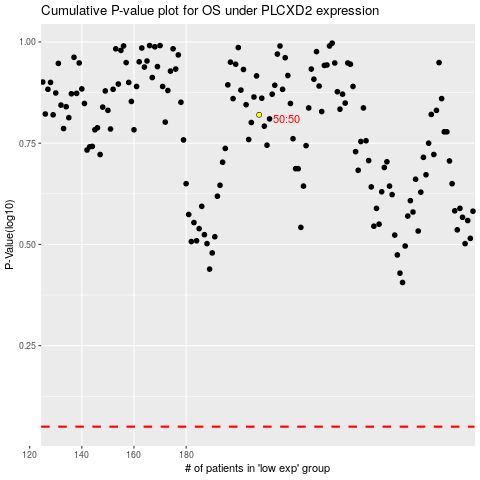 Cumulative P-value plot for OS under PLCXD2 expression
P-Value(log10)
1.00
0.75
0.50
0.25
50:50
120 140 160 180
# of patients in 'low exp' group